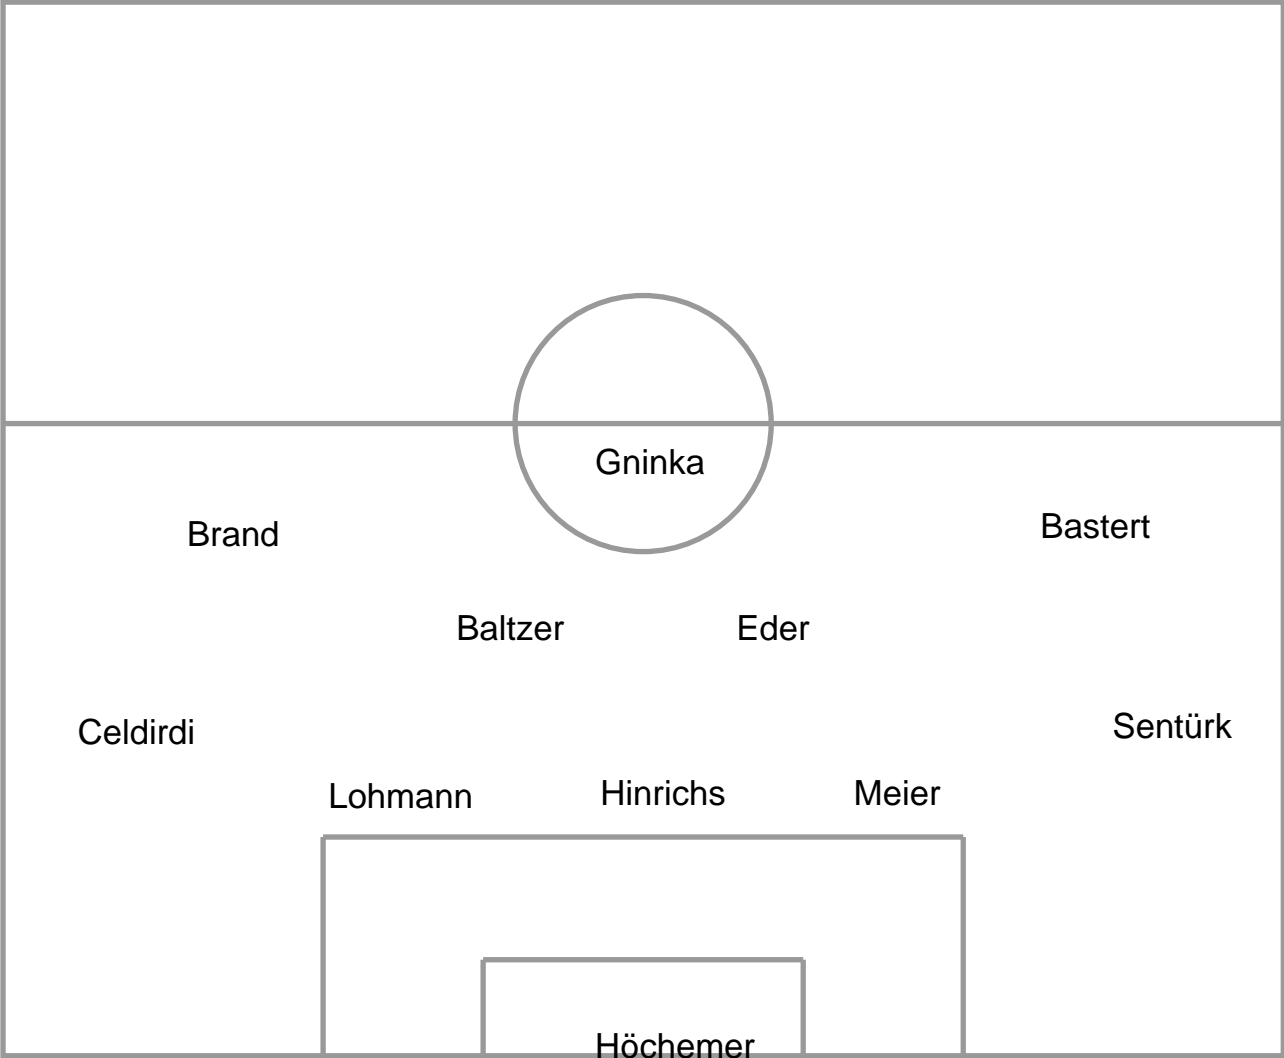 Gninka
Brand
Bastert
Baltzer
Eder
Celdirdi
Sentürk
Lohmann
Hinrichs
Meier
Höchemer